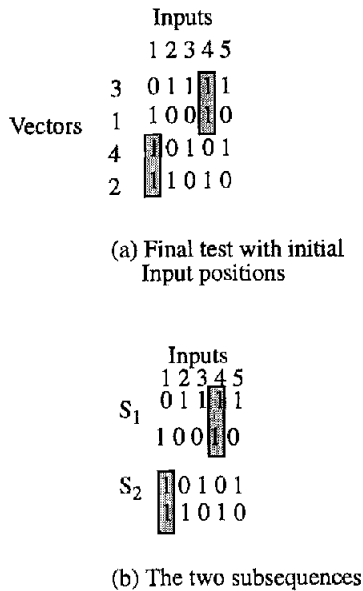 Inputs
1 2 3 4 5
3 0 1 1 1 1
Vectors 1 1 0 0 1 0
4 1 0 1 0 1
2 1 1 0 1 0
(a) Final test with initial
Input positions
Inputs
1 2 3 4 5
S1 0 1 1 1 1
1 0 0 1 0
S2 1 0 1 0 1
1 1 0 1 0
(b) The two subsequences